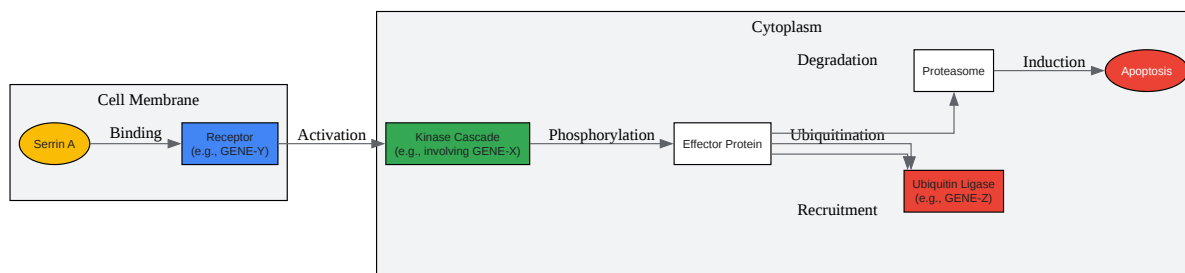 Cytoplasm
Cell Membrane
Serrin A
Binding
Receptor
(e.g., GENE-Y)
Activation
Kinase Cascade
(e.g., involving GENE-X)
Phosphorylation
Effector Protein
Degradation
Ubiquitination
Recruitment
Proteasome
Induction
Apoptosis
Ubiquitin Ligase
(e.g., GENE-Z)